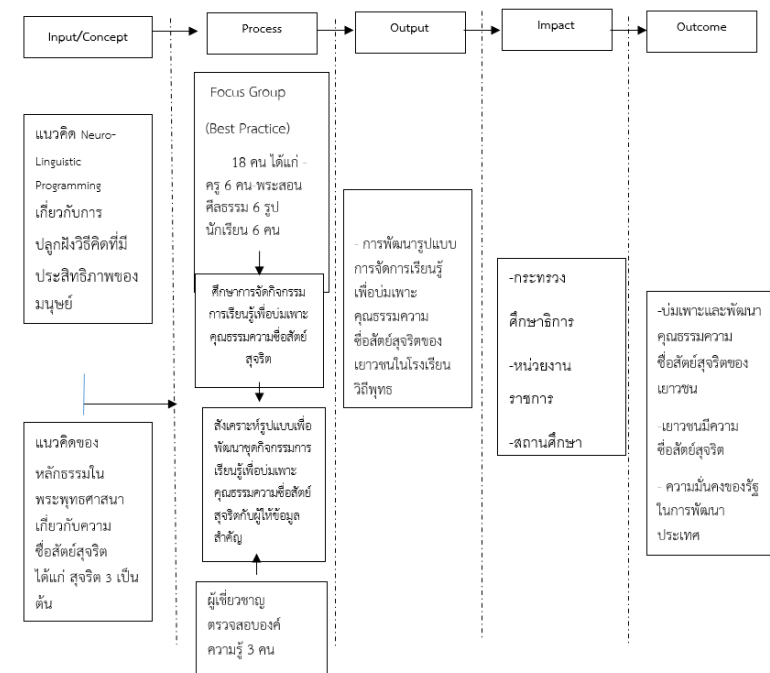 Input/Concept
Process
Output
Impact
Outcome
แนวคิด Neuro-
Linguistic
Programming
เกี่ยวกับการ
ปลูกฝังวิธีคิดที่มี
ประสิทธิภาพของ
มนุษย์
แนวคิดของ
หลักธรรมใน
พระพุทธศาสนา
เกี่ยวกับความ
ซื่อสัตย์สุจริต
ได้แก่ สุจริต 3 เป็น
ต้น
Focus Group
(Best Practice)
18 คน ได้แก่ -
ครู 6 คน พระสอน
ศีลธรรม 6 รูป
นักเรียน 6 คน
ศึกษาการจัดกิจกรรม
การเรียนรู้เพื่อบ่มเพาะ
คุณธรรมความซื่อสัตย์
สุจริต
สังเคราะห์รูปแบบเพื่อ
พัฒนาชุดกิจกรรมการ
เรียนรู้เพื่อบ่มเพาะ
คุณธรรมความซื่อสัตย์
สุจริตกับผู้ให้ข้อมูล
สำคัญ
ผู้เชี่ยวชาญ
ตรวจสอบองค์
ความรู้ 3 คน
- การพัฒนารูปแบบ
การจัดการเรียนรู้
เพื่อบ่มเพาะ
คุณธรรมความ
ซื่อสัตย์สุจริตของ
เยาวชนในโรงเรียน
วิถีพุทธ
-กระทรวง
ศึกษาธิการ
-หน่วยงาน
ราชการ
-สถานศึกษา
-บ่มเพาะและพัฒนา
คุณธรรมความ
ซื่อสัตย์สุจริตของ
เยาวชน
-เยาวชนมีความ
ซื่อสัตย์สุจริต
- ความมั่นคงของรัฐ
ในการพัฒนา
ประเทศ